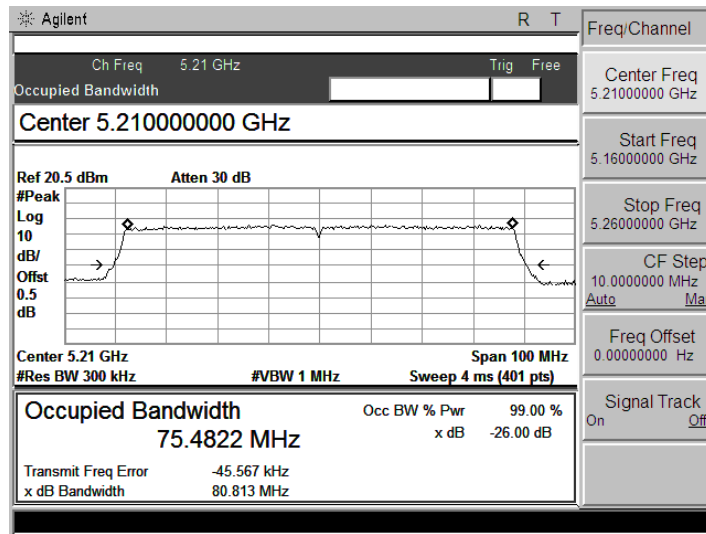 Agilent R T
Ch Freq 5.21 GHz Trig Free
Occupied Bandwidth
Center 5.210000000 GHz
Ref 20.5 dBm Atten 30 dB
#Peak
Log
10
dB/
Offst
0.5
dB
Center 5.21 GHz Span 100 MHz
#Res BW 300 kHz #VBW 1 MHz Sweep 4 ms (401 pts)
Occupied Bandwidth Occ BW % Pwr 99.00 %
75.4822 MHz x dB -26.00 dB
Transmit Freq Error -45.567 kHz
x dB Bandwidth 80.813 MHz
Freq/Channel
Center Freq
5.21000000 GHz
Start Freq
5.16000000 GHz
Stop Freq
5.26000000 GHz
CF Step
10.0000000 MHz
Auto Ma
Freq Offset
0.00000000 Hz
Signal Track
On Off